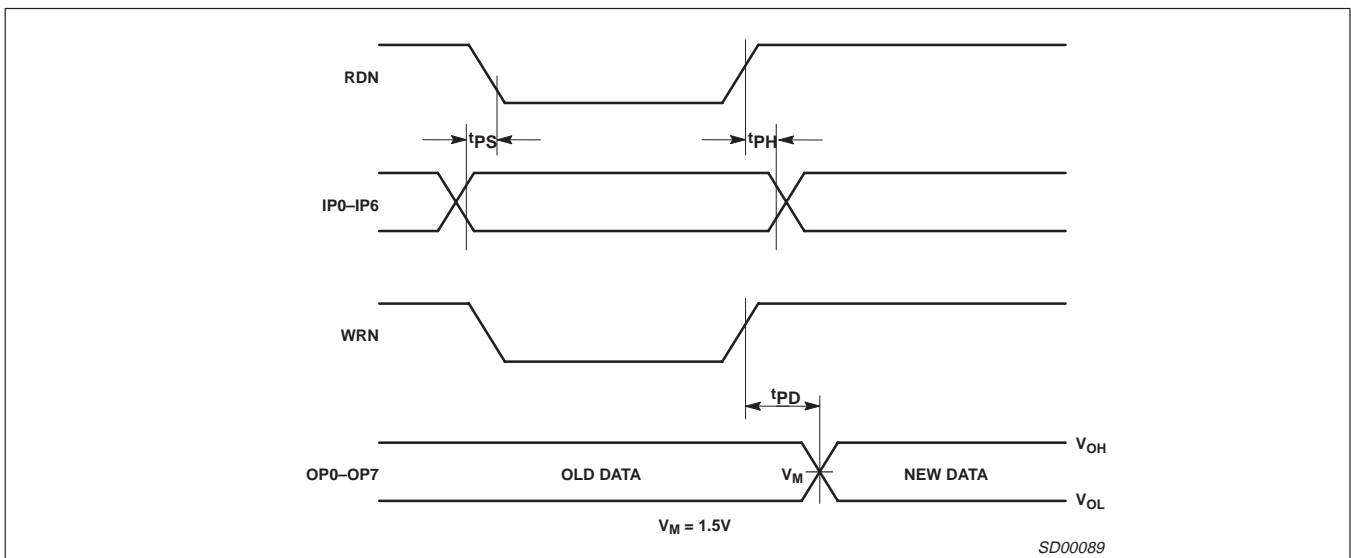 RDN
tPS
tPH
IP0–IP6
WRN
tPD
VOH
OP0–OP7 OLD DATA VM NEW DATA
VOL
VM = 1.5V
SD00089